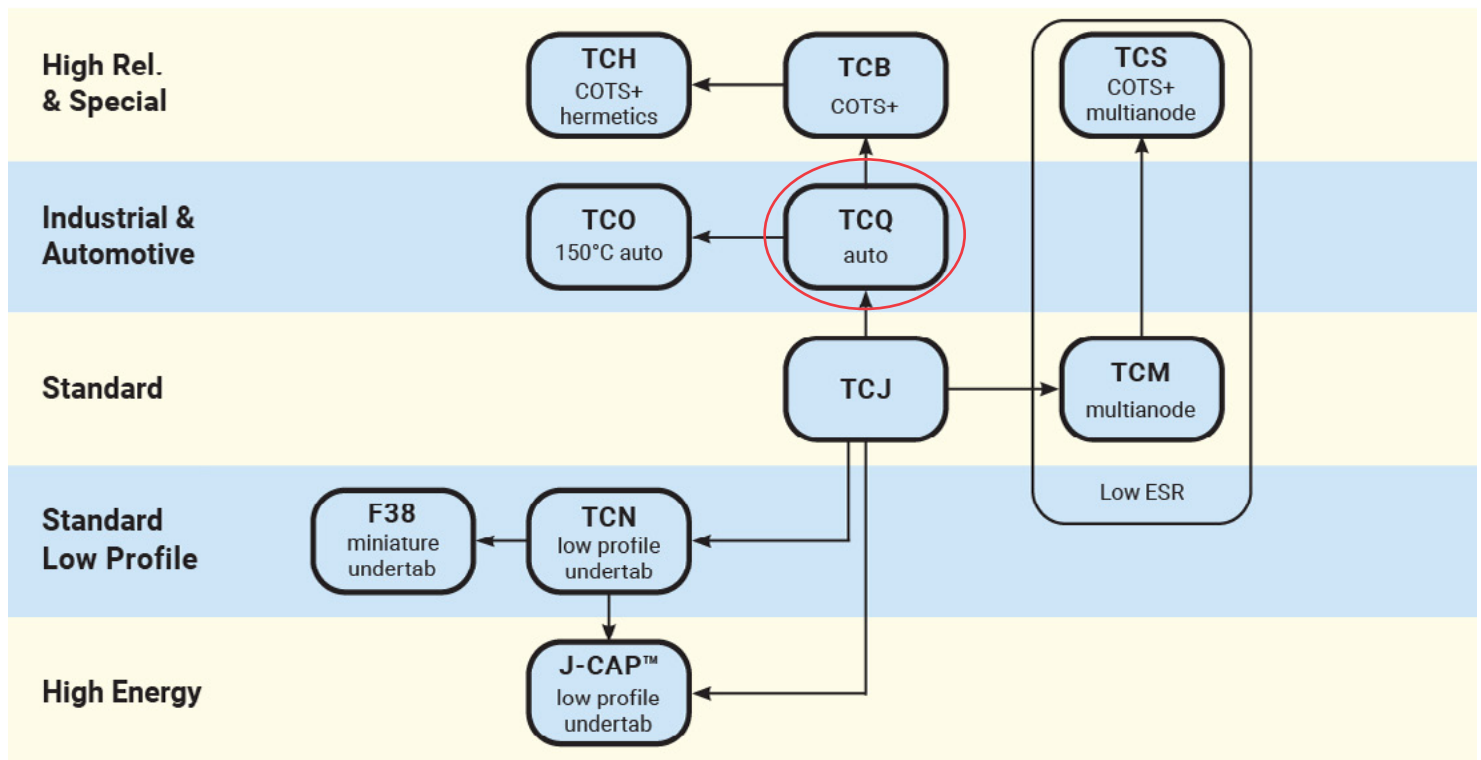 High Rel.
& Special
TCH
COTS+
hermetics
TCB
COTS+
TCS
COTS+
multianode
Industrial &
Automotive
TCO
150°C auto
TCQ
auto
Standard
TCJ
TCM
multianode
Low ESR
Standard
Low Profile
F38
miniature
undertab
TCN
low profile
undertab
High Energy
J-CAP™
low profile
undertab